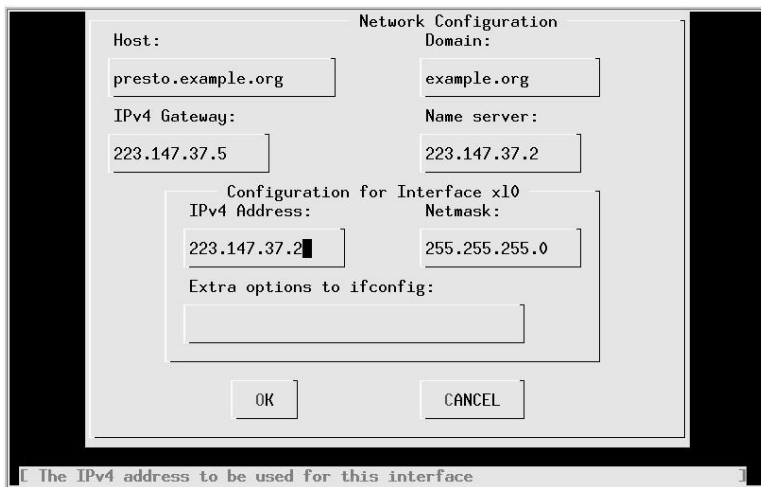 Network Configuration
Host: Domain:
presto.example.org example.org
IPv4 Gateway: Name server:
223.147.37.5 223.147.37.2
Configuration for Interface xl0
IPv4 Address: Netmask:
223.147.37.2 255.255.255.0
Extra options to ifconfig:
OK CANCEL
[ The IPv4 address to be used for this interface ]